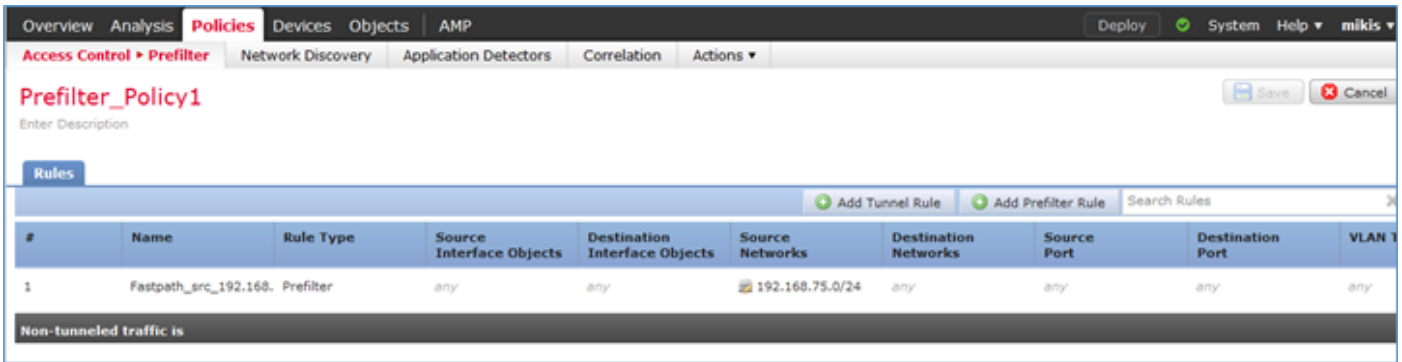 Overview Analysis Policies Devices Objects AMP Deploy System Help ▾ mikis ▾
Access Control ▸ Prefilter Network Discovery Application Detectors Correlation Actions ▾
Prefilter_Policy1 Save Cancel
Enter Description
Rules
Add Tunnel Rule Add Prefilter Rule Search Rules
# Name Rule Type Source Interface Objects Destination Interface Objects Source Networks Destination Networks Source Port Destination Port VLAN T
1 Fastpath_src_192.168. Prefilter any any 192.168.75.0/24 any any any any
Non-tunneled traffic is